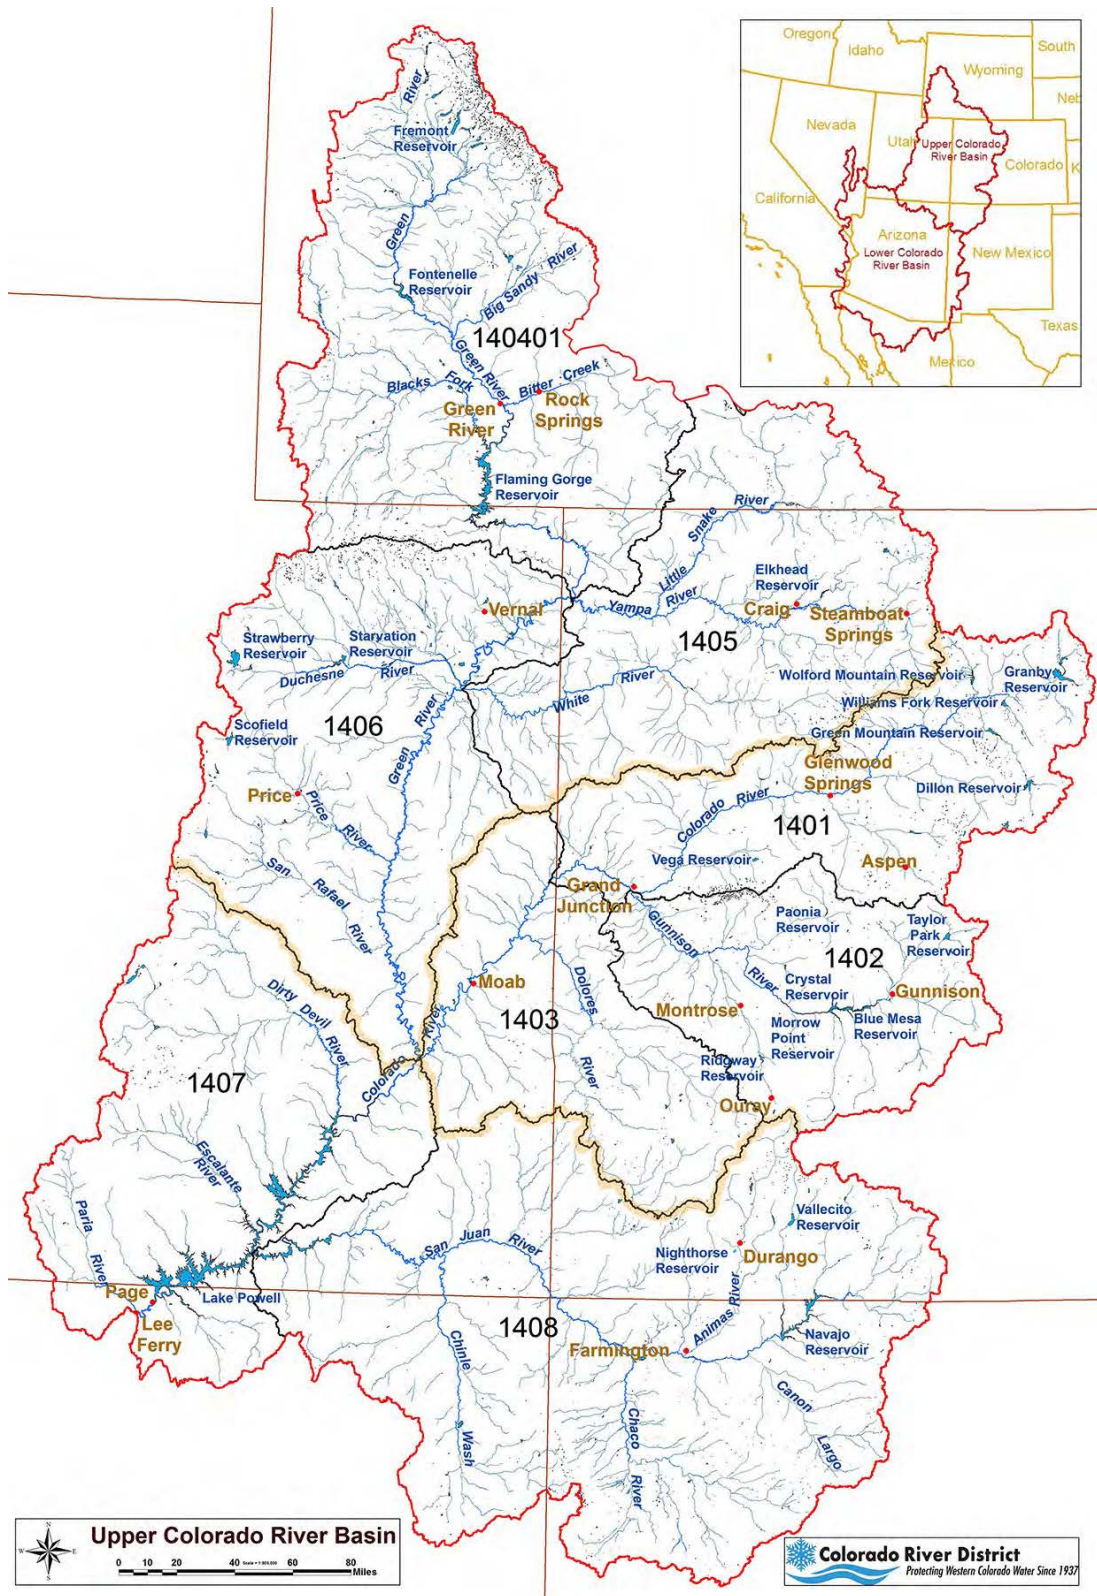 Oregon
Idaho
South
Wyoming
Neb
Nevada
Utah
Upper Colorado
River Basin
Colorado
K
California
Arizona
Lower Colorado
River Basin
New Mexico
Texas
Mexico
River
Fremont
Reservoir
Green
Fontenelle
Reservoir
Big Sandy River
140401
Green River
Blacks Fork
Bitter Creek
Green
River
Rock
Springs
Flaming Gorge
Reservoir
Little Snake River
Elkhead
Reservoir
Vernal
Yampa River
Craig
Steamboat
Springs
1405
Strawberry
Reservoir
Starvation
Reservoir
Duchesne River
Wolford Mountain Reservoir
Granby
Reservoir
White River
Williams Fork Reservoir
Green River
1406
Scofield
Reservoir
Green Mountain Reservoir
Glenwood
Springs
Price
Price River
Colorado River
Dillon Reservoir
1401
Vega Reservoir
Aspen
San Rafael River
Grand
Junction
Gunnison River
Paonia
Reservoir
Taylor
Park
Reservoir
1402
Crystal
Reservoir
Gunnison
Moab
Dolores River
Dirty Devil River
1403
Montrose
Blue Mesa
Reservoir
Morrow
Point
Reservoir
Colorado River
Ridgway
Reservoir
1407
Ouray
Escalante
River
Paria River
Vallecito
Reservoir
San Juan River
Nighthorse
Reservoir
Durango
Page
Lake Powell
Lee
Ferry
Animas River
1408
Farmington
Navajo
Reservoir
Chinle Wash
Chaco River
Canon Largo
N
W
E
S
Upper Colorado River Basin
0 10 20 40 60 80
Miles
Colorado River District
Protecting Western Colorado Water Since 1937